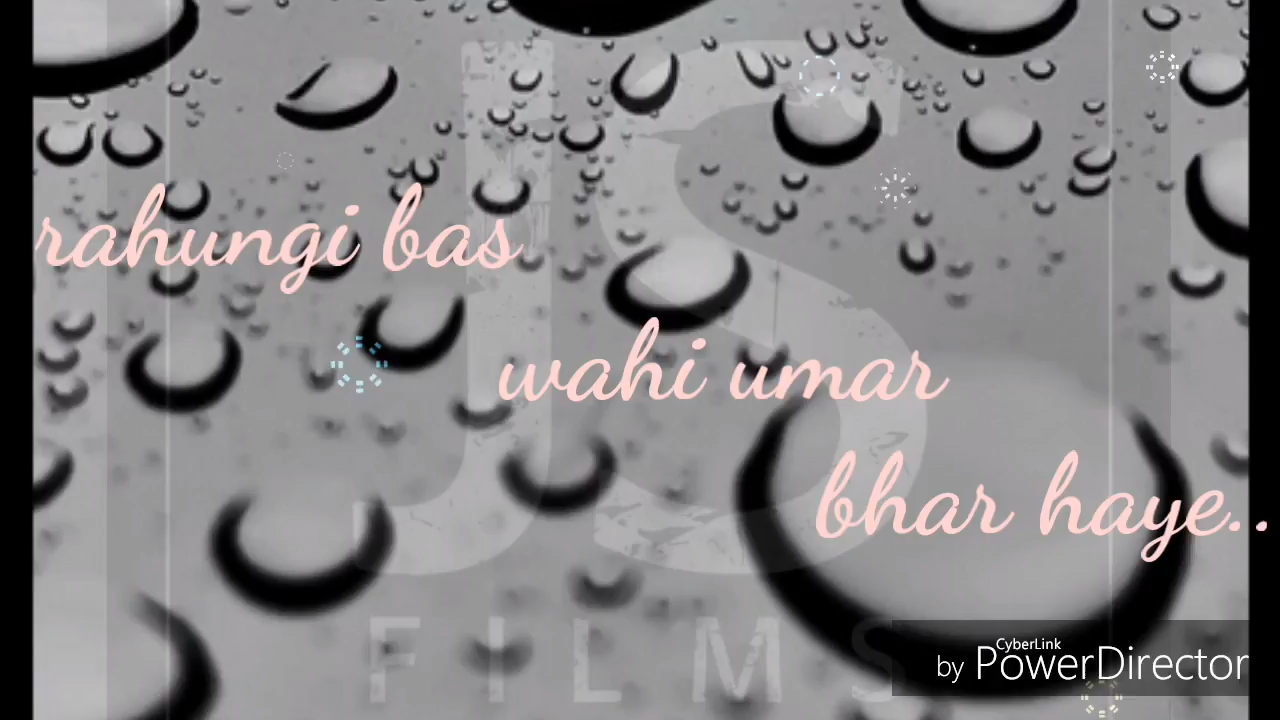 JS
rahungi bas
wahi umar
bhar haye..
FILMS
CyberLink
by PowerDirector